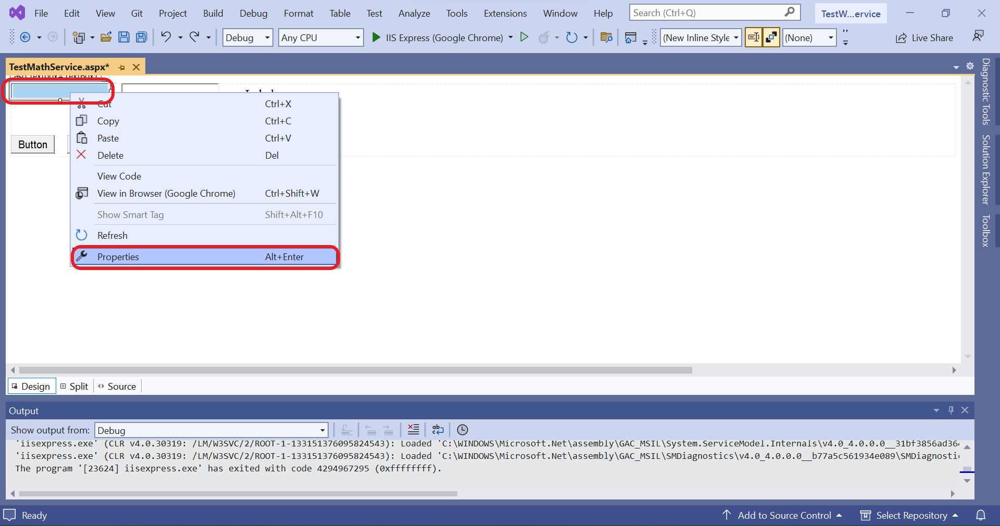 File Edit View Git Project Build Debug Format Table Test Analyze Tools Extensions Window Help Search (Ctrl+Q) TestW...ervice
Debug Any CPU IIS Express (Google Chrome) (New Inline Style (None) Live Share
TestMathService.aspx*
Cut Ctrl+X
Copy Ctrl+C
Paste Ctrl+V
Delete Del
View Code
View in Browser (Google Chrome) Ctrl+Shift+W
Show Smart Tag Shift+Alt+F10
Refresh
Properties Alt+Enter
Button
Diagnostic Tools
Solution Explorer
Toolbox
Design Split Source
Output
Show output from: Debug
'iisexpress.exe' (CLR v4.0.30319: /LM/W3SVC/2/ROOT-1-133151376095824543): Loaded 'C:\WINDOWS\Microsoft.Net\assembly\GAC_MSIL\System.ServiceModel.Internals\v4.0_4.0.0.0__31bf3856ad364
'iisexpress.exe' (CLR v4.0.30319: /LM/W3SVC/2/ROOT-1-133151376095824543): Loaded 'C:\WINDOWS\Microsoft.Net\assembly\GAC_MSIL\SMDiagnostics\v4.0_4.0.0.0__b77a5c561934e089\SMDiagnostic
The program '[23624] iisexpress.exe' has exited with code 4294967295 (0xffffffff).
Ready Add to Source Control Select Repository